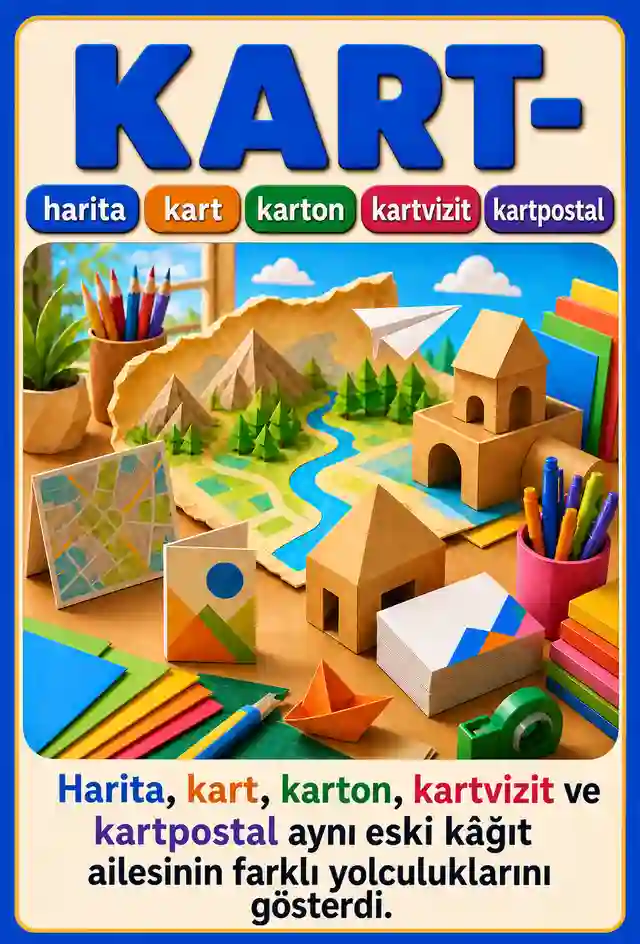 KART-
harita kart karton kartvizit kartpostal
Harita, kart, karton, kartvizit ve
kartpostal aynı eski kâğıt
ailesinin farklı yolculuklarını
gösterdi.